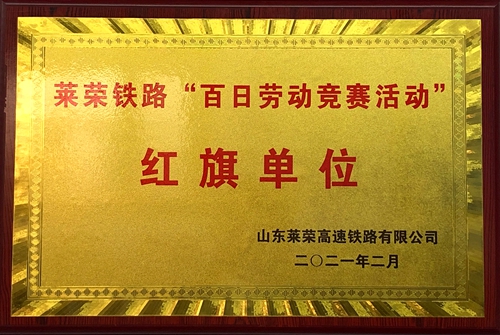 莱荣铁路“百日劳动竞赛活动”
红旗单位
山东莱荣高速铁路有限公司
二〇二一年二月